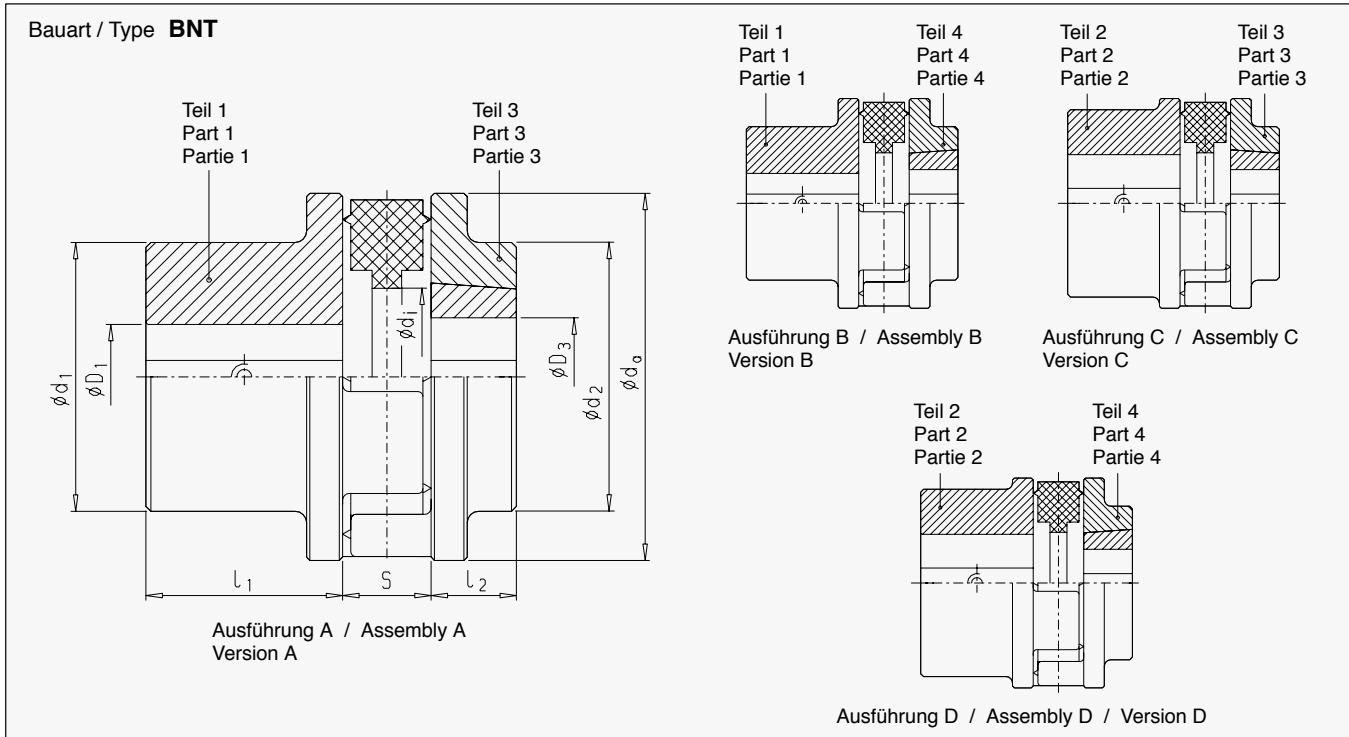 Bauart / Type BNT
Teil 1
Part 1
Partie 1
Teil 3
Part 3
Partie 3
ød₁
øD₁
ødᵢ
øD₃
ød₂
ødₐ
l₁
S
l₂
Ausführung A / Assembly A
Version A
Teil 1
Part 1
Partie 1
Teil 4
Part 4
Partie 4
Ausführung B / Assembly B
Version B
Teil 2
Part 2
Partie 2
Teil 3
Part 3
Partie 3
Ausführung C / Assembly C
Version C
Teil 2
Part 2
Partie 2
Teil 4
Part 4
Partie 4
Ausführung D / Assembly D / Version D